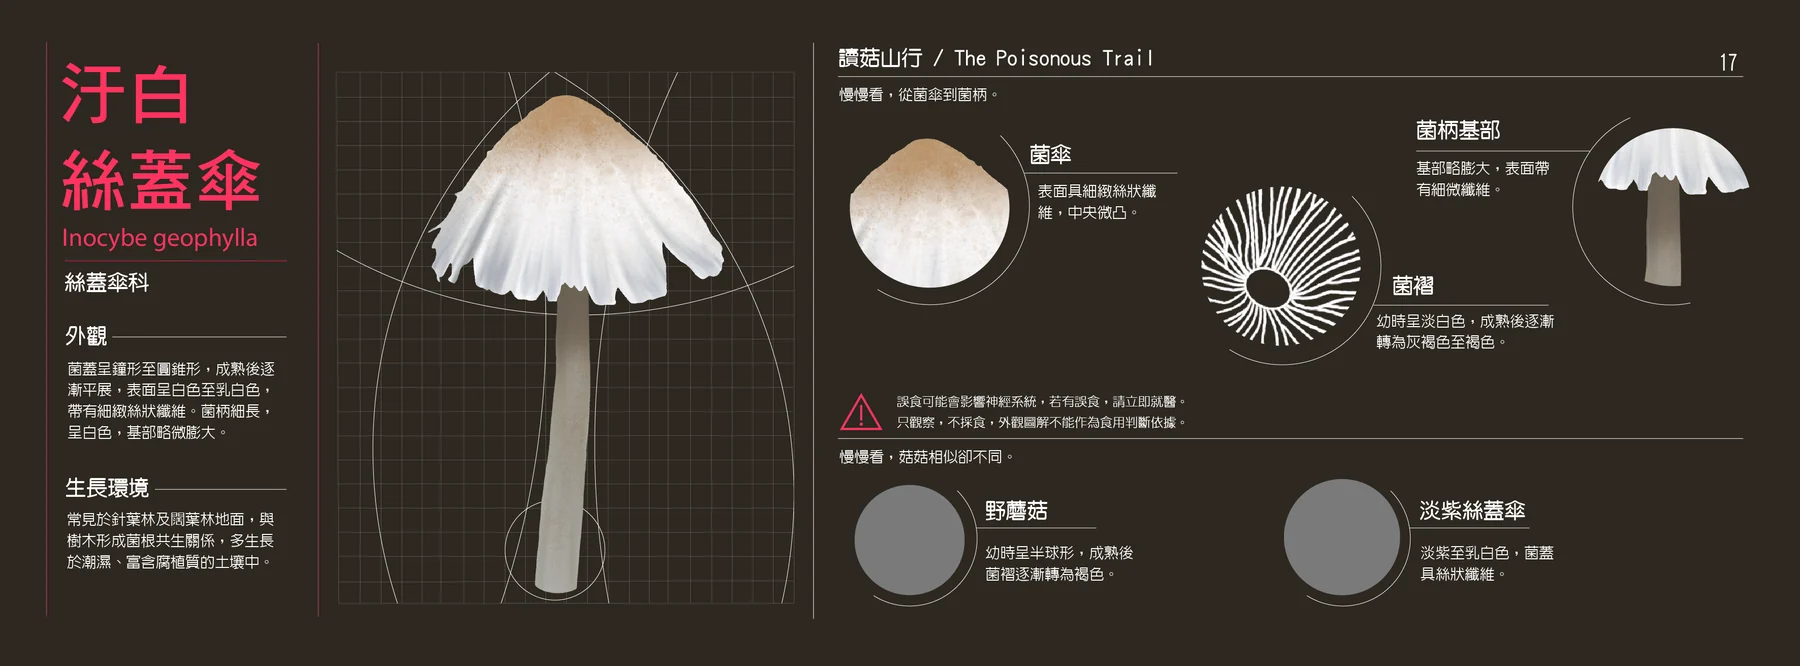 汙白
絲蓋傘
Inocybe geophylla
絲蓋傘科
外觀
菌蓋呈鐘形至圓錐形，成熟後逐
漸平展，表面呈白色至乳白色，
帶有細緻絲狀纖維。菌柄細長，
呈白色，基部略微膨大。
生長環境
常見於針葉林及闊葉林地面，與
樹木形成菌根共生關係，多生長
於潮濕、富含腐植質的土壤中。
讀菇山行 / The Poisonous Trail
17
慢慢看，從菌傘到菌柄。
菌傘
表面具細緻絲狀纖
維，中央微凸。
菌柄基部
基部略膨大，表面帶
有細微纖維。
菌褶
幼時呈淡白色，成熟後逐漸
轉為灰褐色至褐色。
誤食可能會影響神經系統，若有誤食，請立即就醫。
只觀察，不採食，外觀圖解不能作為食用判斷依據。
慢慢看，菇菇相似卻不同。
野蘑菇
幼時呈半球形，成熟後
菌褶逐漸轉為褐色。
淡紫絲蓋傘
淡紫至乳白色，菌蓋
具絲狀纖維。